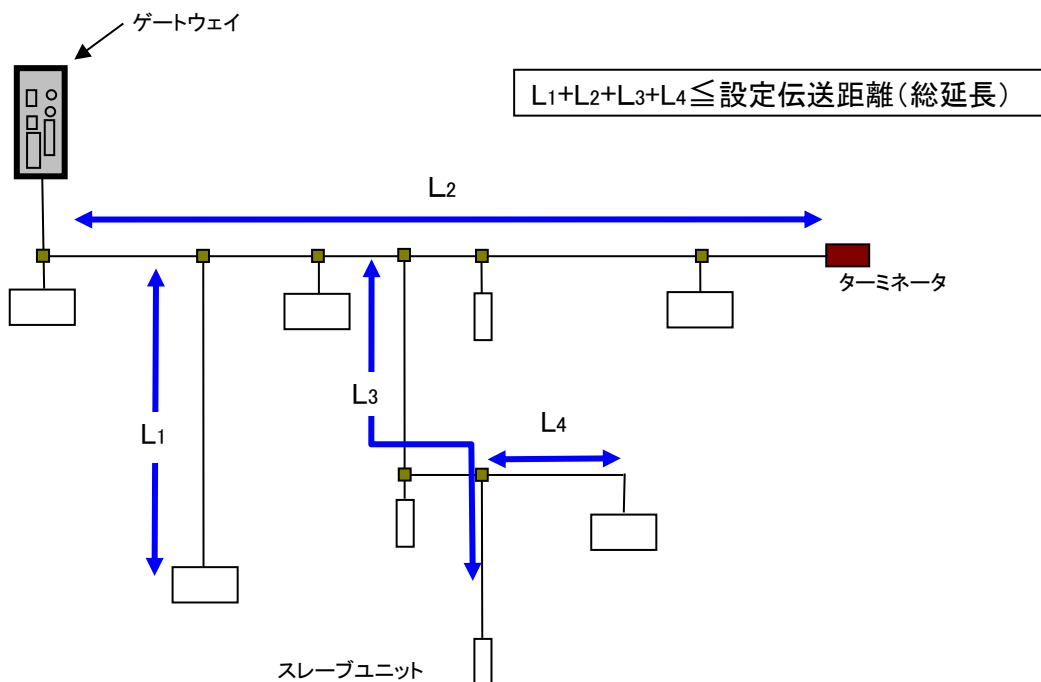 ゲートウェイ
L1+L2+L3+L4≦設定伝送距離(総延長)
L2
ターミネータ
L3
L1
L4
スレーブユニット